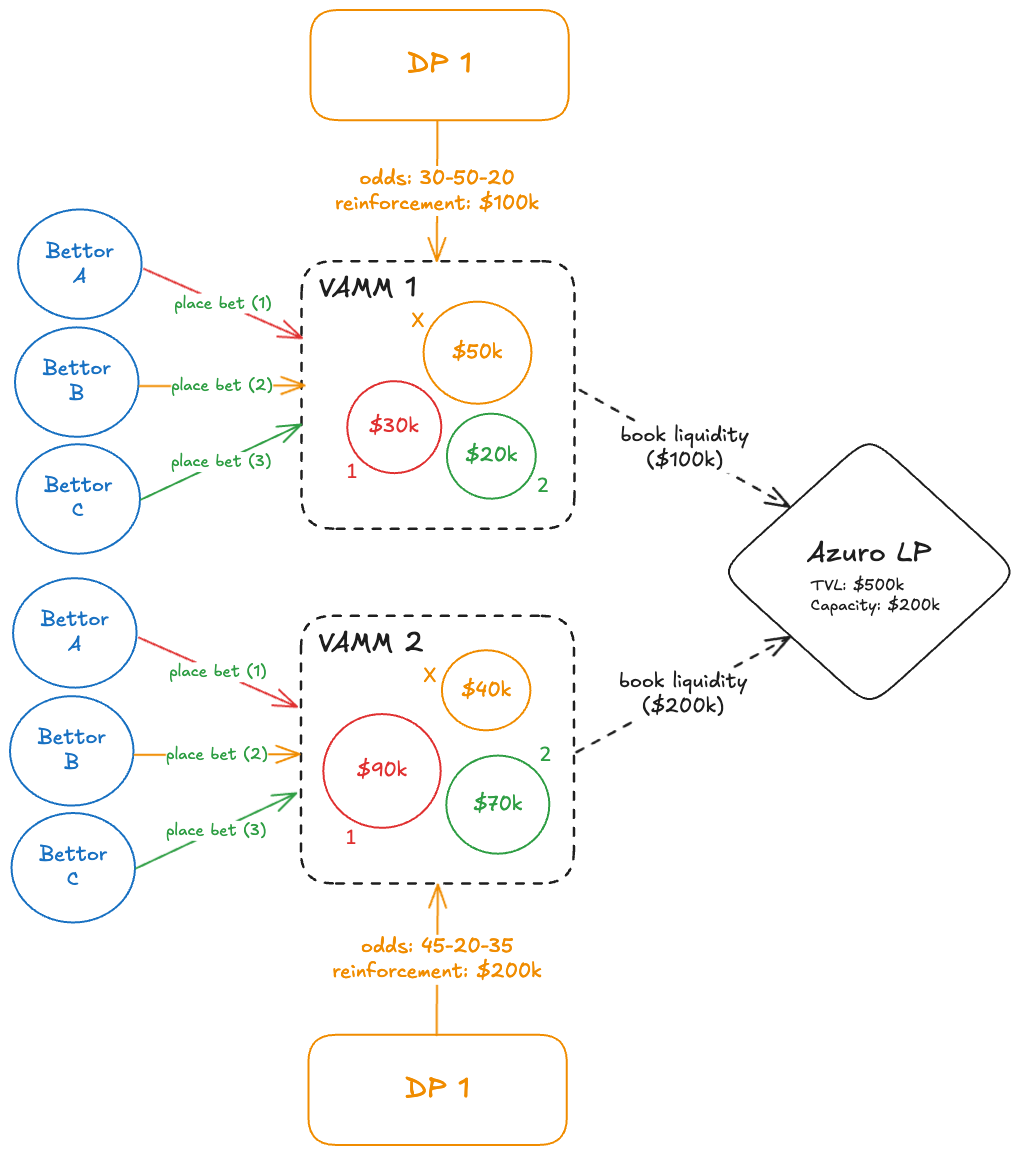 DP 1
odds: 30-50-20
reinforcement: $100k
Bettor
A
place bet (1)
Bettor
B
place bet (2)
Bettor
C
place bet (3)
VAMM 1
X
$50k
$30k
1
$20k
2
book liquidity
($100k)
Azuro LP
TVL: $500k
Capacity: $200k
Bettor
A
place bet (1)
Bettor
B
place bet (2)
Bettor
C
place bet (3)
VAMM 2
X
$40k
$90k
1
2
$70k
book liquidity
($200k)
odds: 45-20-35
reinforcement: $200k
DP 1